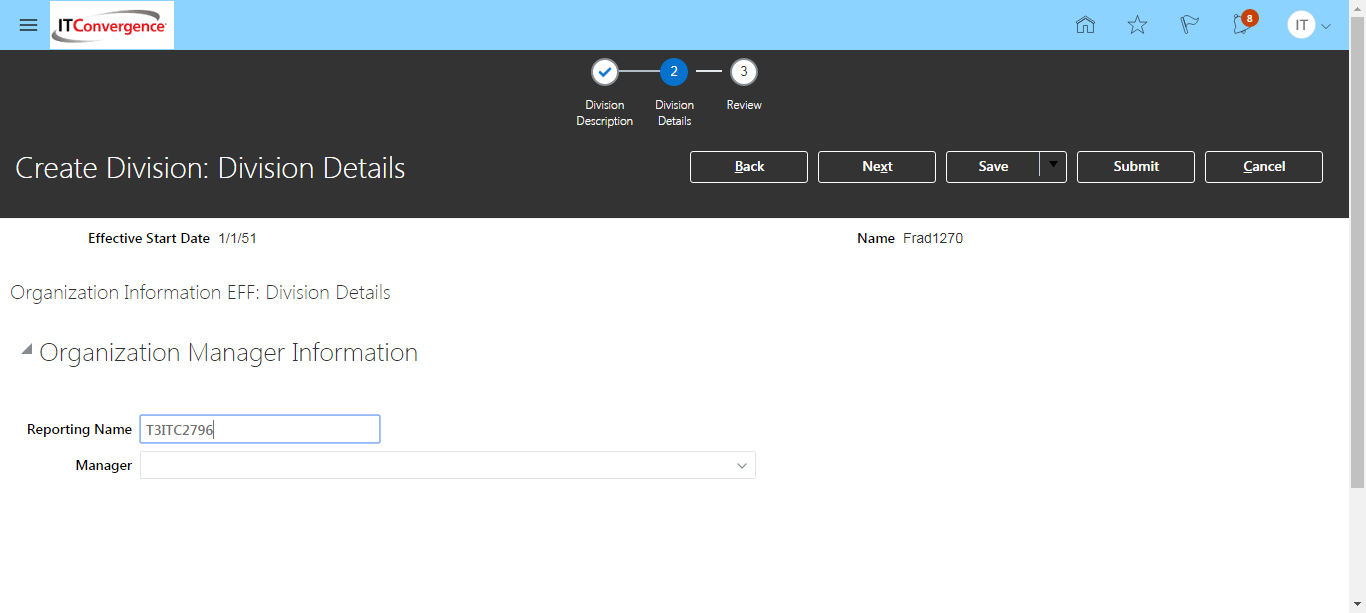 ITConvergence
8
IT
2
3
Division Description
Division Details
Review
Create Division: Division Details
Back
Next
Save
Submit
Cancel
Effective Start Date 1/1/51
Name Frad1270
Organization Information EFF: Division Details
Organization Manager Information
Reporting Name T3ITC2796
Manager